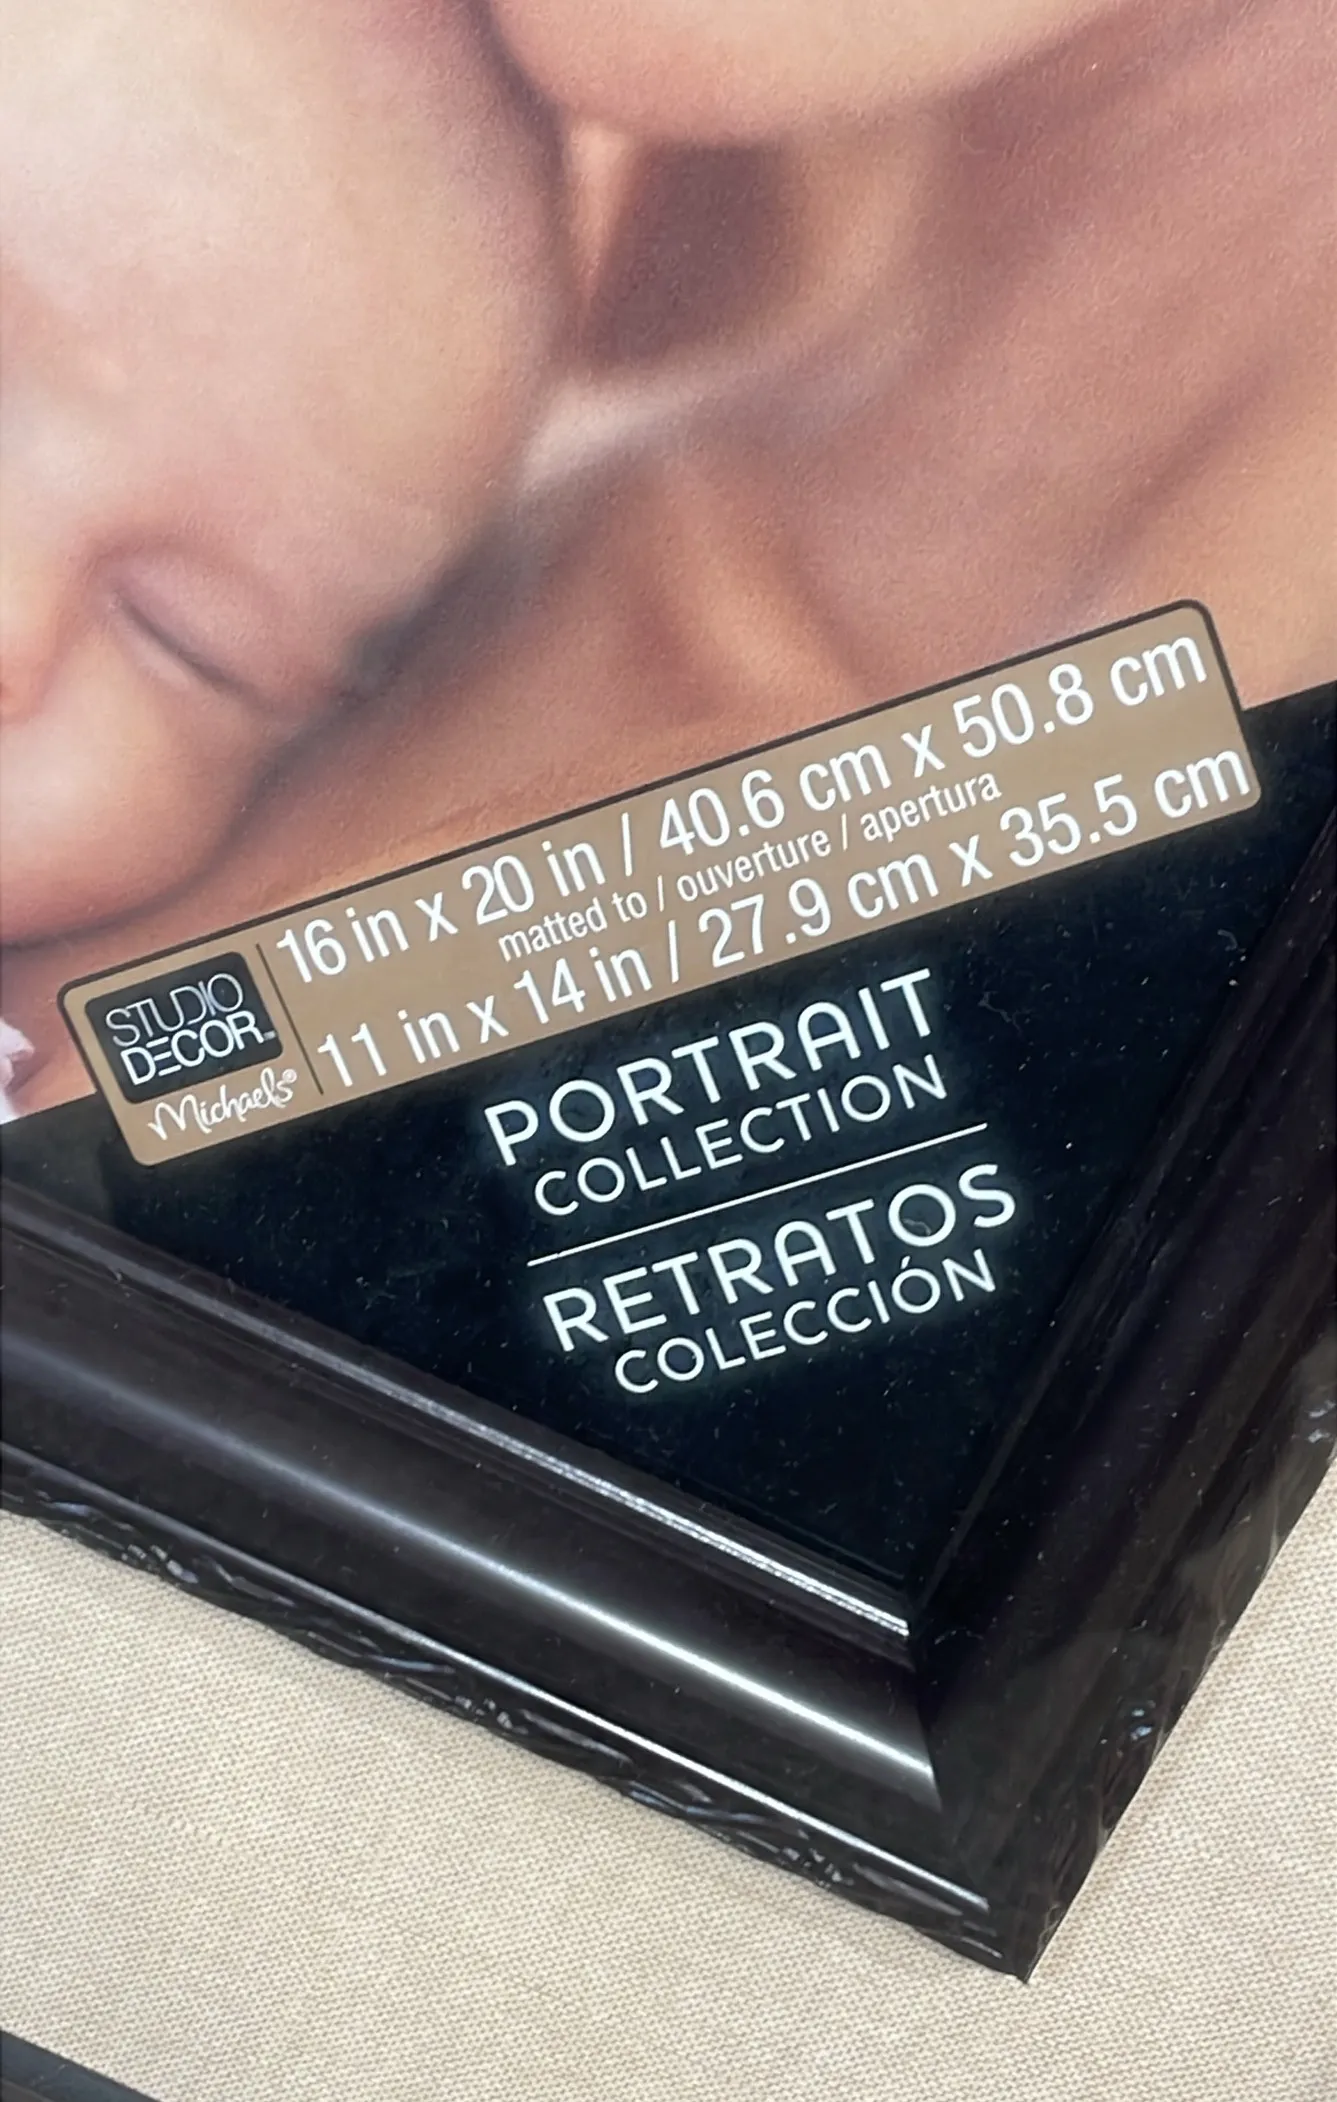 STUDIO
DECOR™
Michaels®
16 in x 20 in / 40.6 cm x 50.8 cm
matted to / ouverture / apertura
11 in x 14 in / 27.9 cm x 35.5 cm
PORTRAIT
COLLECTION
RETRATOS
COLECCIÓN